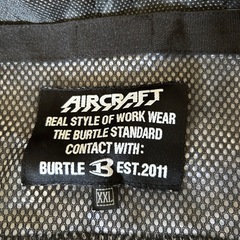 AIRCRAFT
REAL STYLE OF WORK WEAR
THE BURTLE STANDARD
CONTACT WITH:
BURTLE B EST.2011
XXL